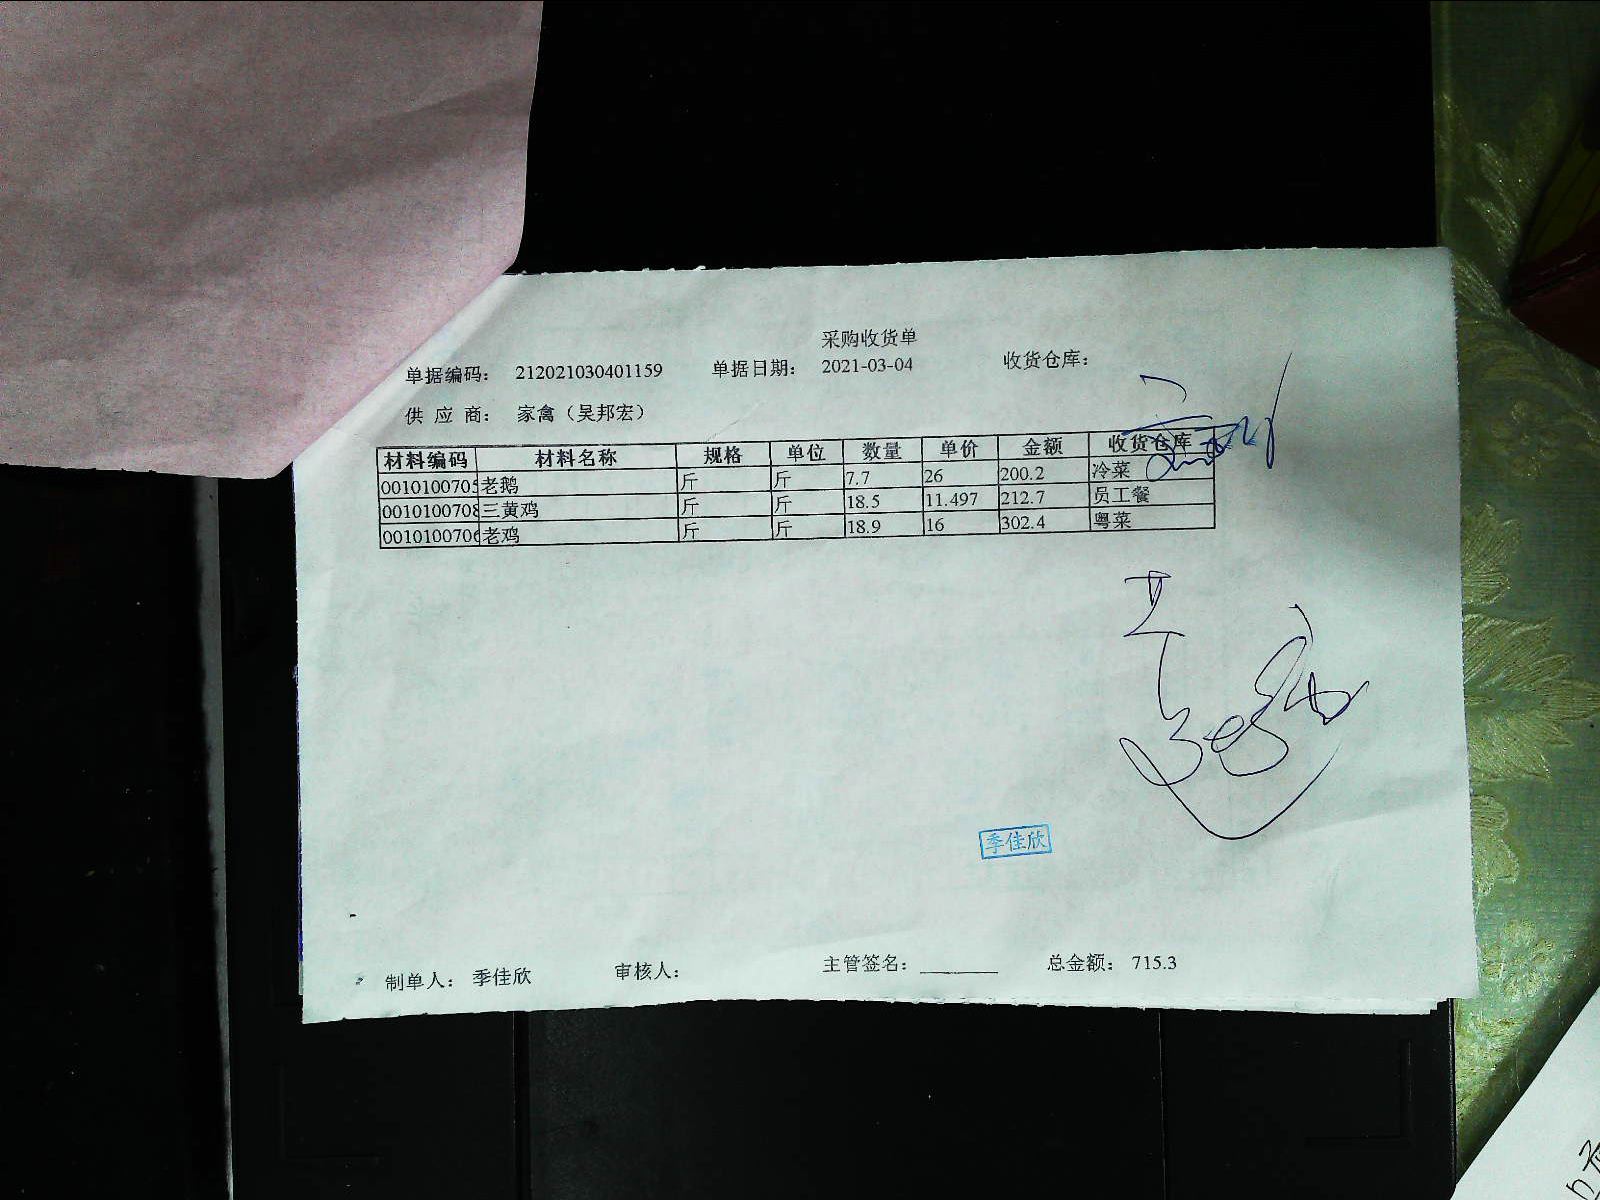 采购收货单
单据编码： 212021030401159 单据日期： 2021-03-04 收货仓库：
供 应 商： 家禽（吴邦宏）
材料编码 材料名称 规格 单位 数量 单价 金额 收货仓库
0010100705 老鹅 斤 斤 7.7 26 200.2 冷菜
0010100708 三黄鸡 斤 斤 18.5 11.497 212.7 员工餐
0010100706 老鸡 斤 斤 18.9 16 302.4 粤菜
季佳欣
制单人： 季佳欣 审核人： 主管签名： 总金额： 715.3